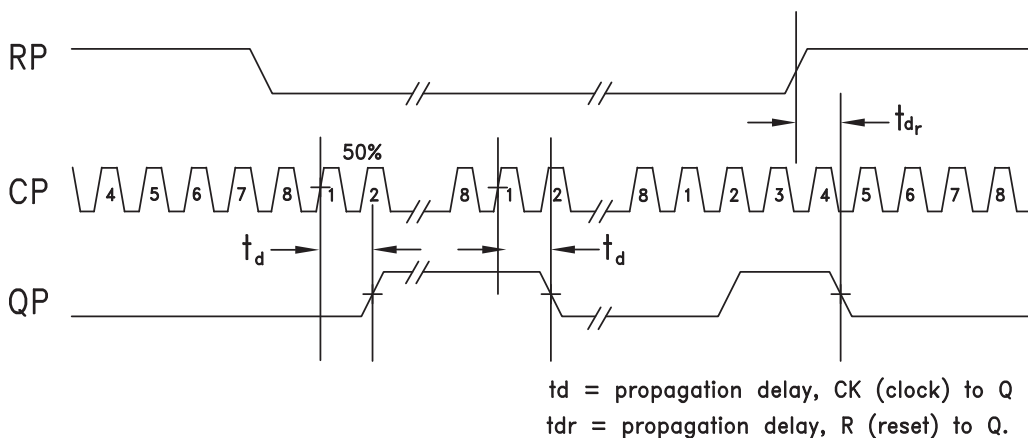 RP
t_dr
50%
CP
4 5 6 7 8 1 2 8 1 2 8 1 2 3 4 5 6 7 8
t_d t_d
QP
td = propagation delay, CK (clock) to Q
tdr = propagation delay, R (reset) to Q.